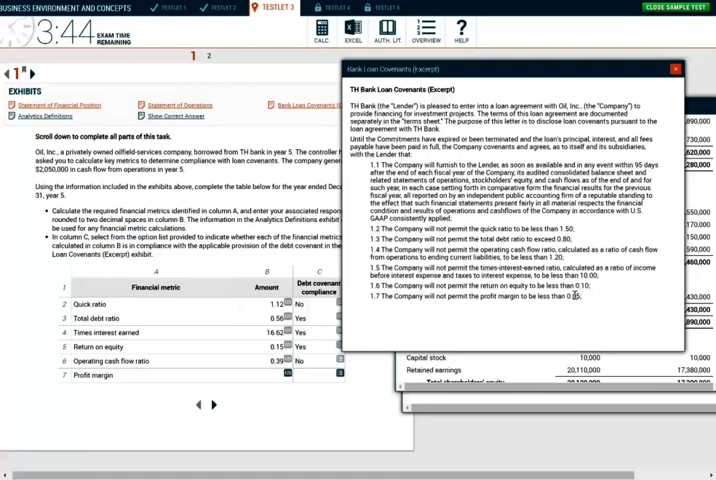 BUSINESS ENVIRONMENT AND CONCEPTS
TESTLET 1
TESTLET 2
TESTLET 3
TESTLET 4
TESTLET 5
CLOSE SAMPLE TEST
3:44 EXAM TIME REMAINING
CALC
EXCEL
AUTH. LIT.
OVERVIEW
HELP
1 2
1
EXHIBITS
Statement of Financial Position
Statement of Operations
Bank Loan Covenants (E
Analytics Definitions
Show Correct Answer
Scroll down to complete all parts of this task.
Oil, Inc., a privately owned oilfield-services company, borrowed from TH bank in year 5. The controller h
asked you to calculate key metrics to determine compliance with loan covenants. The company gener
$2,050,000 in cash flow from operations in year 5.
Using the information included in the exhibits above, complete the table below for the year ended Dece
31, year 5.
• Calculate the required financial metrics identified in column A, and enter your associated respon
rounded to two decimal spaces in column B. The information in the Analytics Definitions exhibit
be used for any financial metric calculations.
• In column C, select from the option list provided to indicate whether each of the financial metrics
calculated in column B is in compliance with the applicable provision of the debt covenant in the
Loan Covenants (Excerpt) exhibit.
A B C
1 Financial metric Amount Debt covenant compliance
2 Quick ratio 1.12 No
3 Total debt ratio 0.56 Yes
4 Times interest earned 16.62 Yes
5 Return on equity 0.15 Yes
6 Operating cash flow ratio 0.39 No
7 Profit margin
Bank Loan Covenants (Excerpt)
TH Bank Loan Covenants (Excerpt)
TH Bank (the "Lender") is pleased to enter into a loan agreement with Oil, Inc., (the "Company") to
provide financing for investment projects. The terms of this loan agreement are documented
separately in the "terms sheet." The purpose of this letter is to disclose loan covenants pursuant to the
loan agreement with TH Bank.
Until the Commitments have expired or been terminated and the loan's principal, interest, and all fees
payable have been paid in full, the Company covenants and agrees, as to itself and its subsidiaries,
with the Lender that:
1.1 The Company will furnish to the Lender, as soon as available and in any event within 95 days
after the end of each fiscal year of the Company, its audited consolidated balance sheet and
related statements of operations, stockholders' equity, and cash flows as of the end of and for
such year, in each case setting forth in comparative form the financial results for the previous
fiscal year, all reported on by an independent public accounting firm of a reputable standing to
the effect that such financial statements present fairly in all material respects the financial
condition and results of operations and cashflows of the Company in accordance with U.S.
GAAP consistently applied;
1.2 The Company will not permit the quick ratio to be less than 1.50;
1.3 The Company will not permit the total debt ratio to exceed 0.80;
1.4 The Company will not permit the operating cash flow ratio, calculated as a ratio of cash flow
from operations to ending current liabilities, to be less than 1.20;
1.5 The Company will not permit the times-interest-earned ratio, calculated as a ratio of income
before interest expense and taxes to interest expense, to be less than 10.00;
1.6 The Company will not permit the return on equity to be less than 0.10;
1.7 The Company will not permit the profit margin to be less than
890,000
730,000
620,000
280,000
550,000
170,000
150,000
590,000
460,000
430,000
430,000
890,000
Capital stock 10,000 10,000
Retained earnings 20,110,000 17,380,000